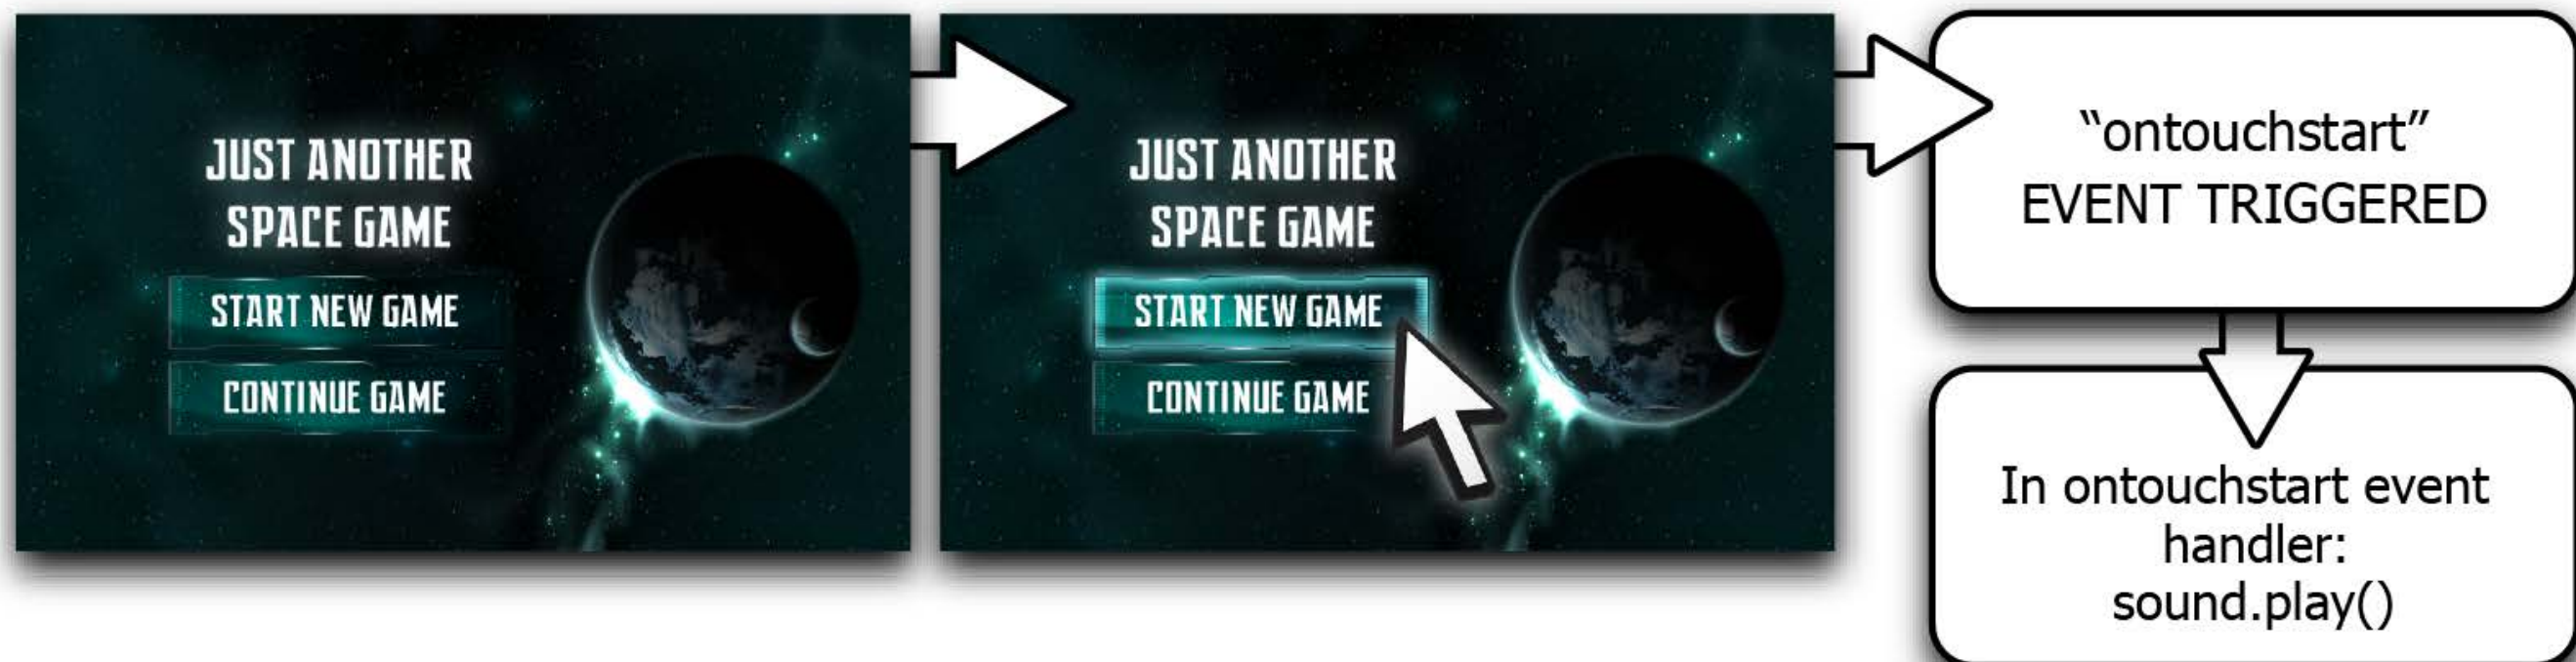 JUST ANOTHER
SPACE GAME
START NEW GAME
CONTINUE GAME
JUST ANOTHER
SPACE GAME
START NEW GAME
CONTINUE GAME
“ontouchstart”
EVENT TRIGGERED
In ontouchstart event
handler:
sound.play()